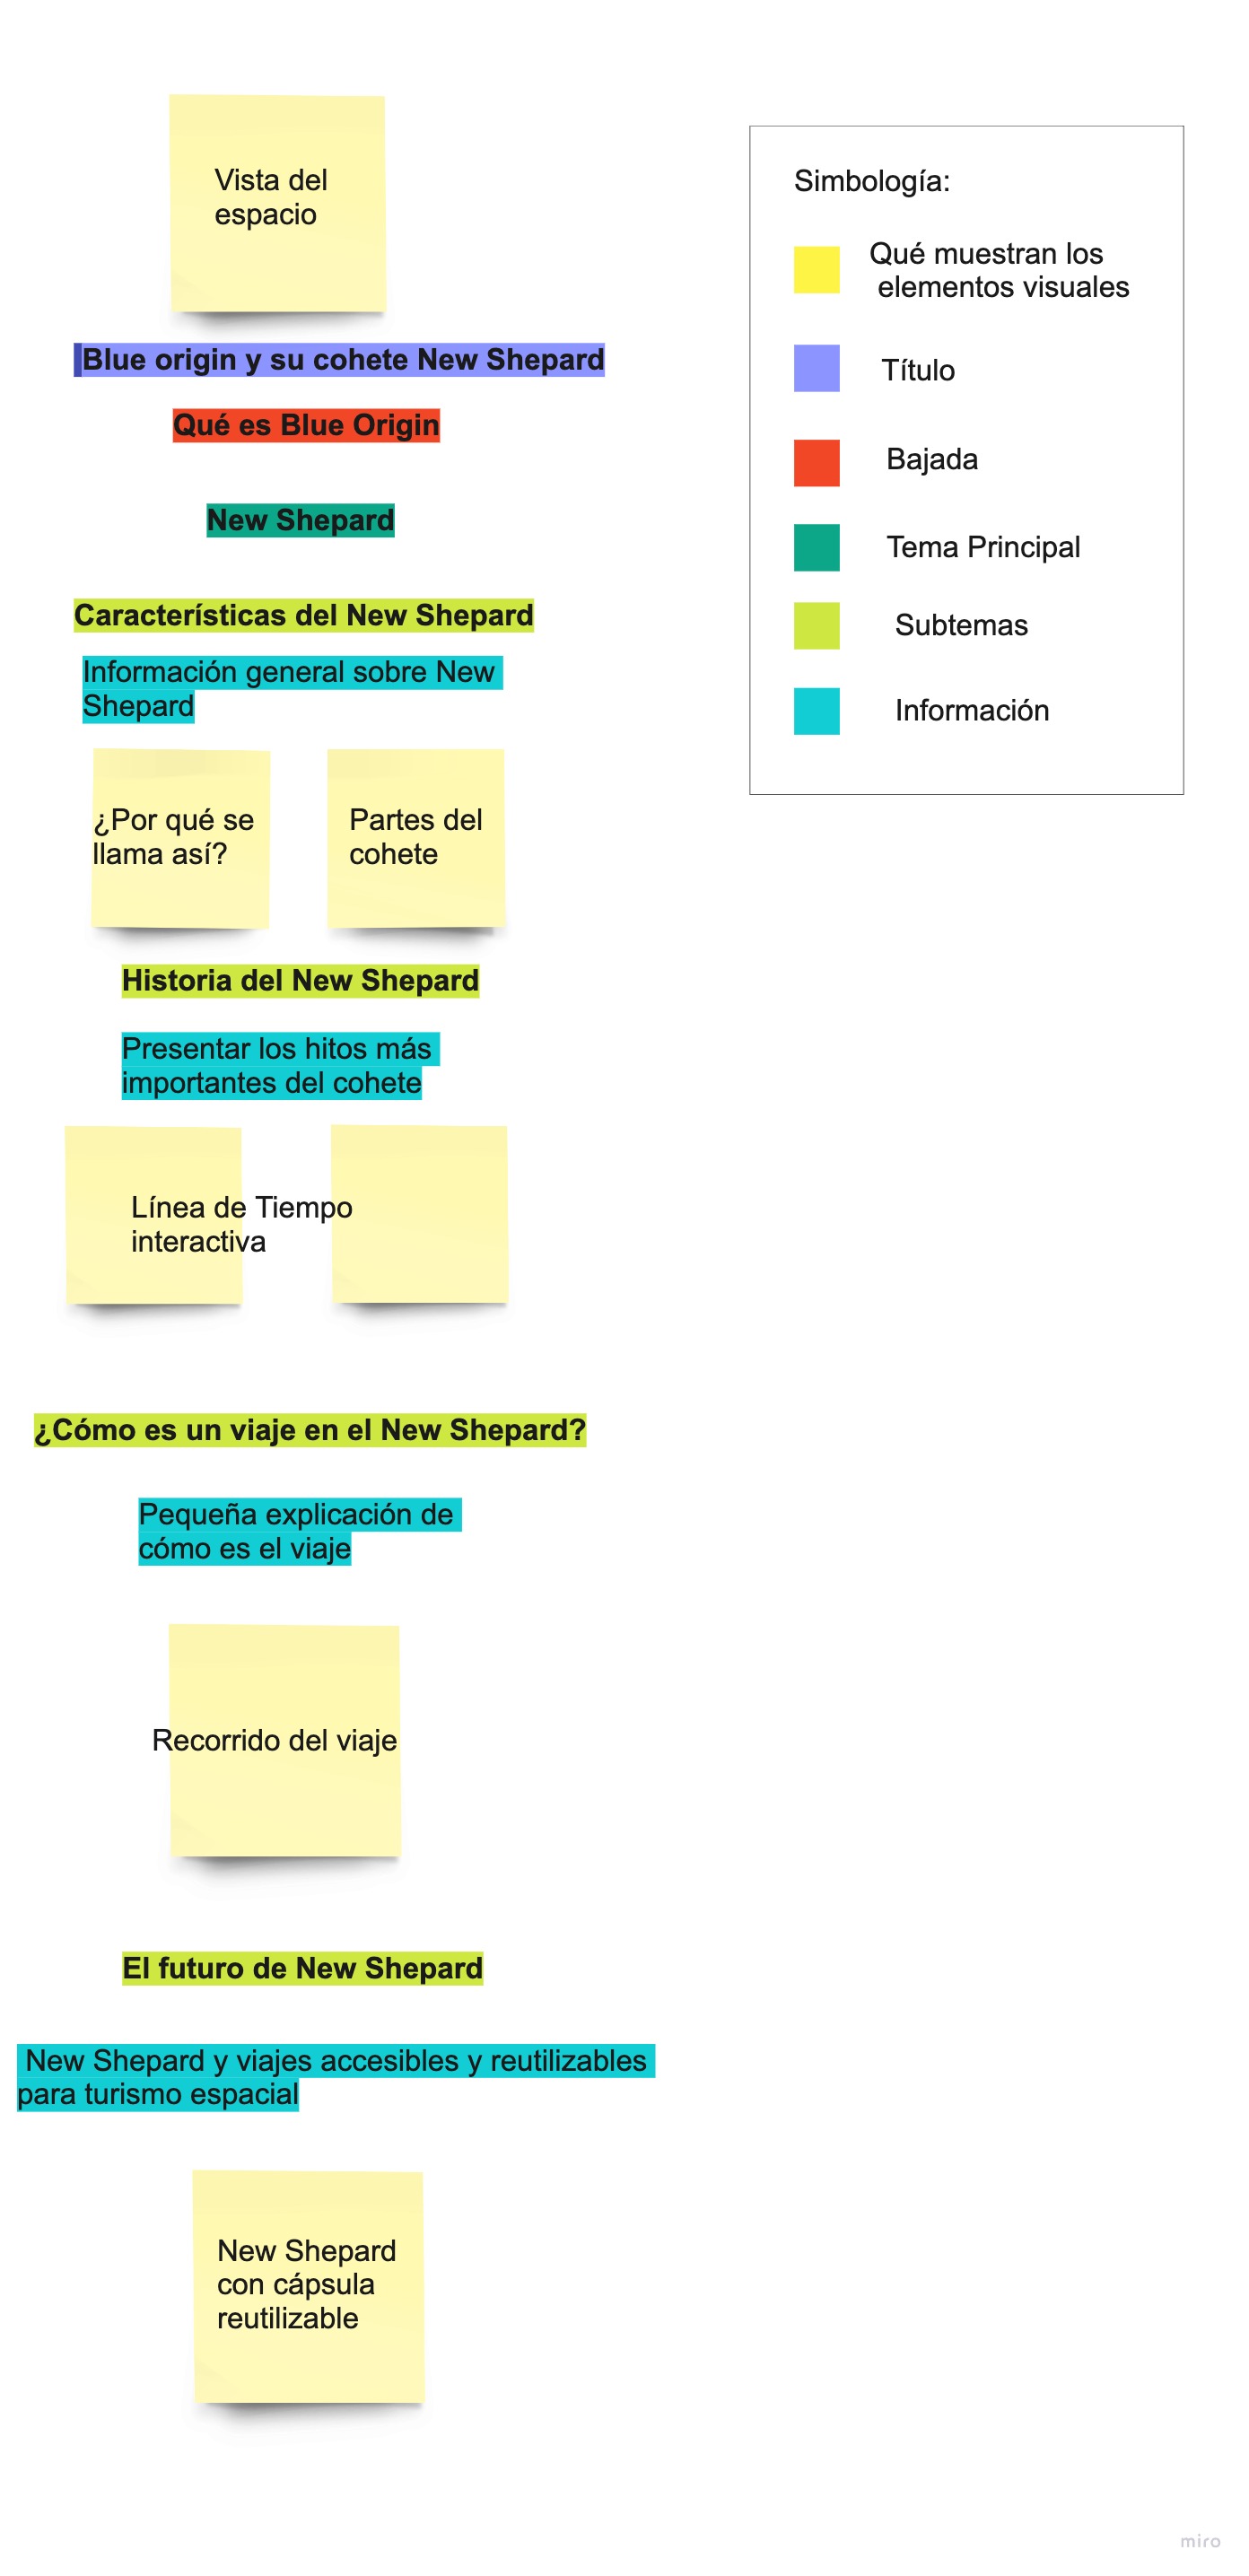 Vista del
espacio
Blue origin y su cohete New Shepard
Qué es Blue Origin
New Shepard
Características del New Shepard
Información general sobre New
Shepard
¿Por qué se
llama así?
Partes del
cohete
Historia del New Shepard
Presentar los hitos más
importantes del cohete
Línea de Tiempo
interactiva
¿Cómo es un viaje en el New Shepard?
Pequeña explicación de
cómo es el viaje
Recorrido del viaje
El futuro de New Shepard
New Shepard y viajes accesibles y reutilizables
para turismo espacial
New Shepard
con cápsula
reutilizable
Simbología:
Qué muestran los
elementos visuales
Título
Bajada
Tema Principal
Subtemas
Información
miro